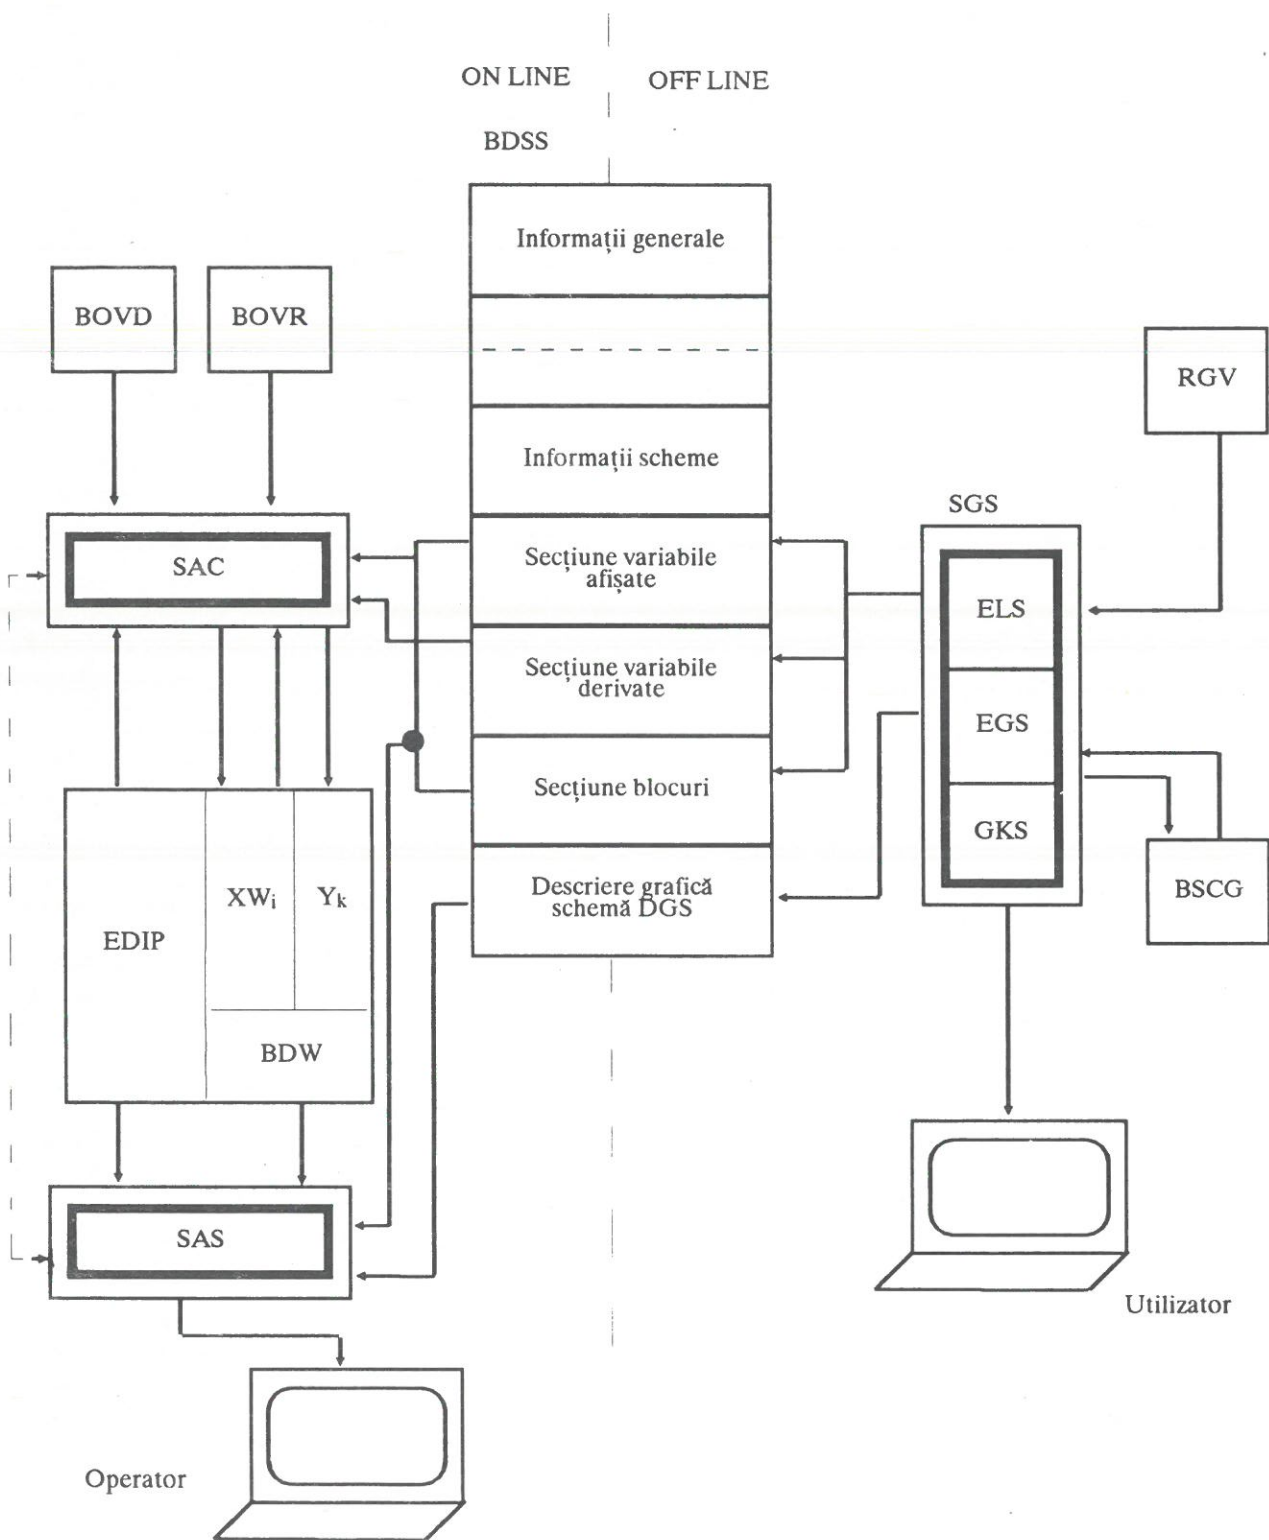 ON LINE
OFF LINE
BDSS
Informații generale
BOVD
BOVR
RGV
Informații scheme
SGS
SAC
Secțiune variabile
afișate
ELS
Secțiune variabile
derivate
EGS
Secțiune blocuri
GKS
XWi
Yk
Descriere grafică
schemă DGS
BSCG
EDIP
BDW
SAS
Utilizator
Operator